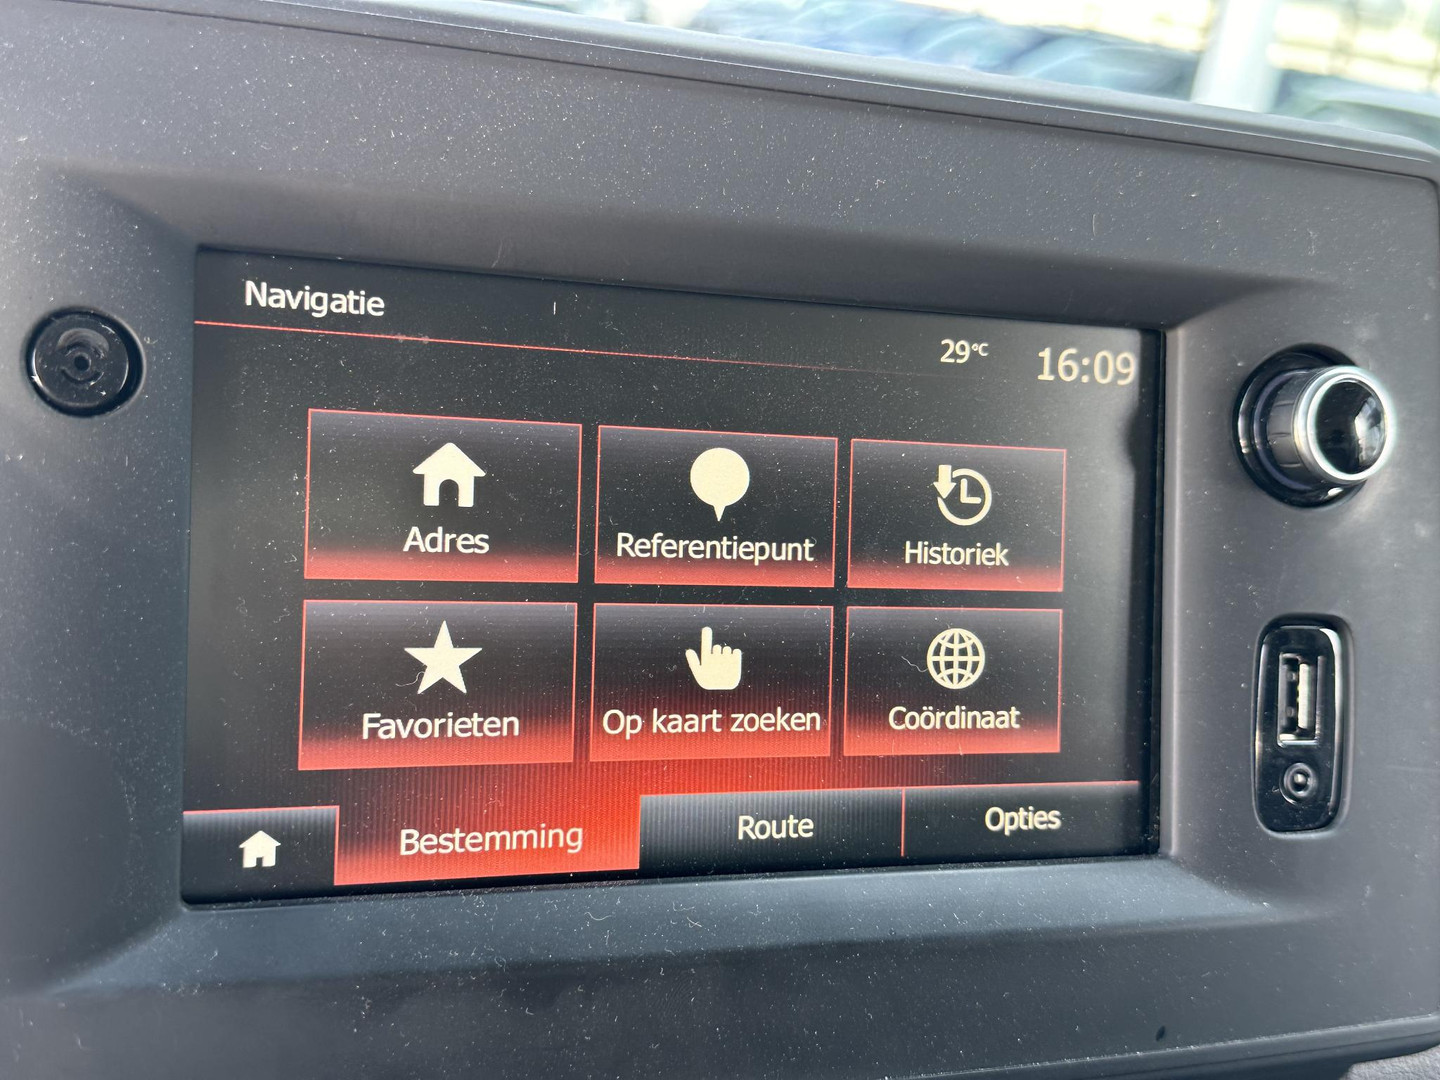 Navigatie
29°C 16:09
Adres
Referentiepunt
Historiek
Favorieten
Op kaart zoeken
Coördinaat
Bestemming
Route
Opties